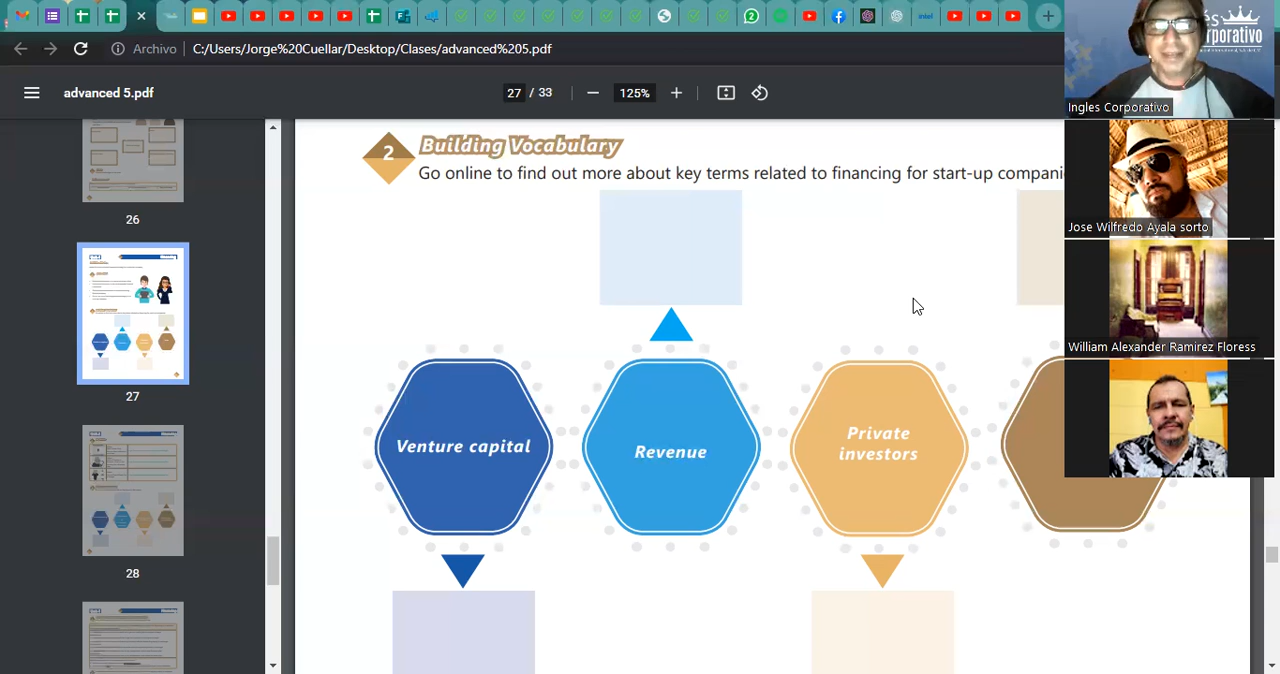 Archivo
C:/Users/Jorge%20Cuellar/Desktop/Clases/advanced%205.pdf
advanced 5.pdf
27 / 33
125%
26
27
28
2
Building Vocabulary
Go online to find out more about key terms related to financing for start-up compani
Venture capital
Revenue
Private
investors
és
rporativo
Ingles Corporativo
Jose Wilfredo Ayala sorto
William Alexander Ramirez Floress